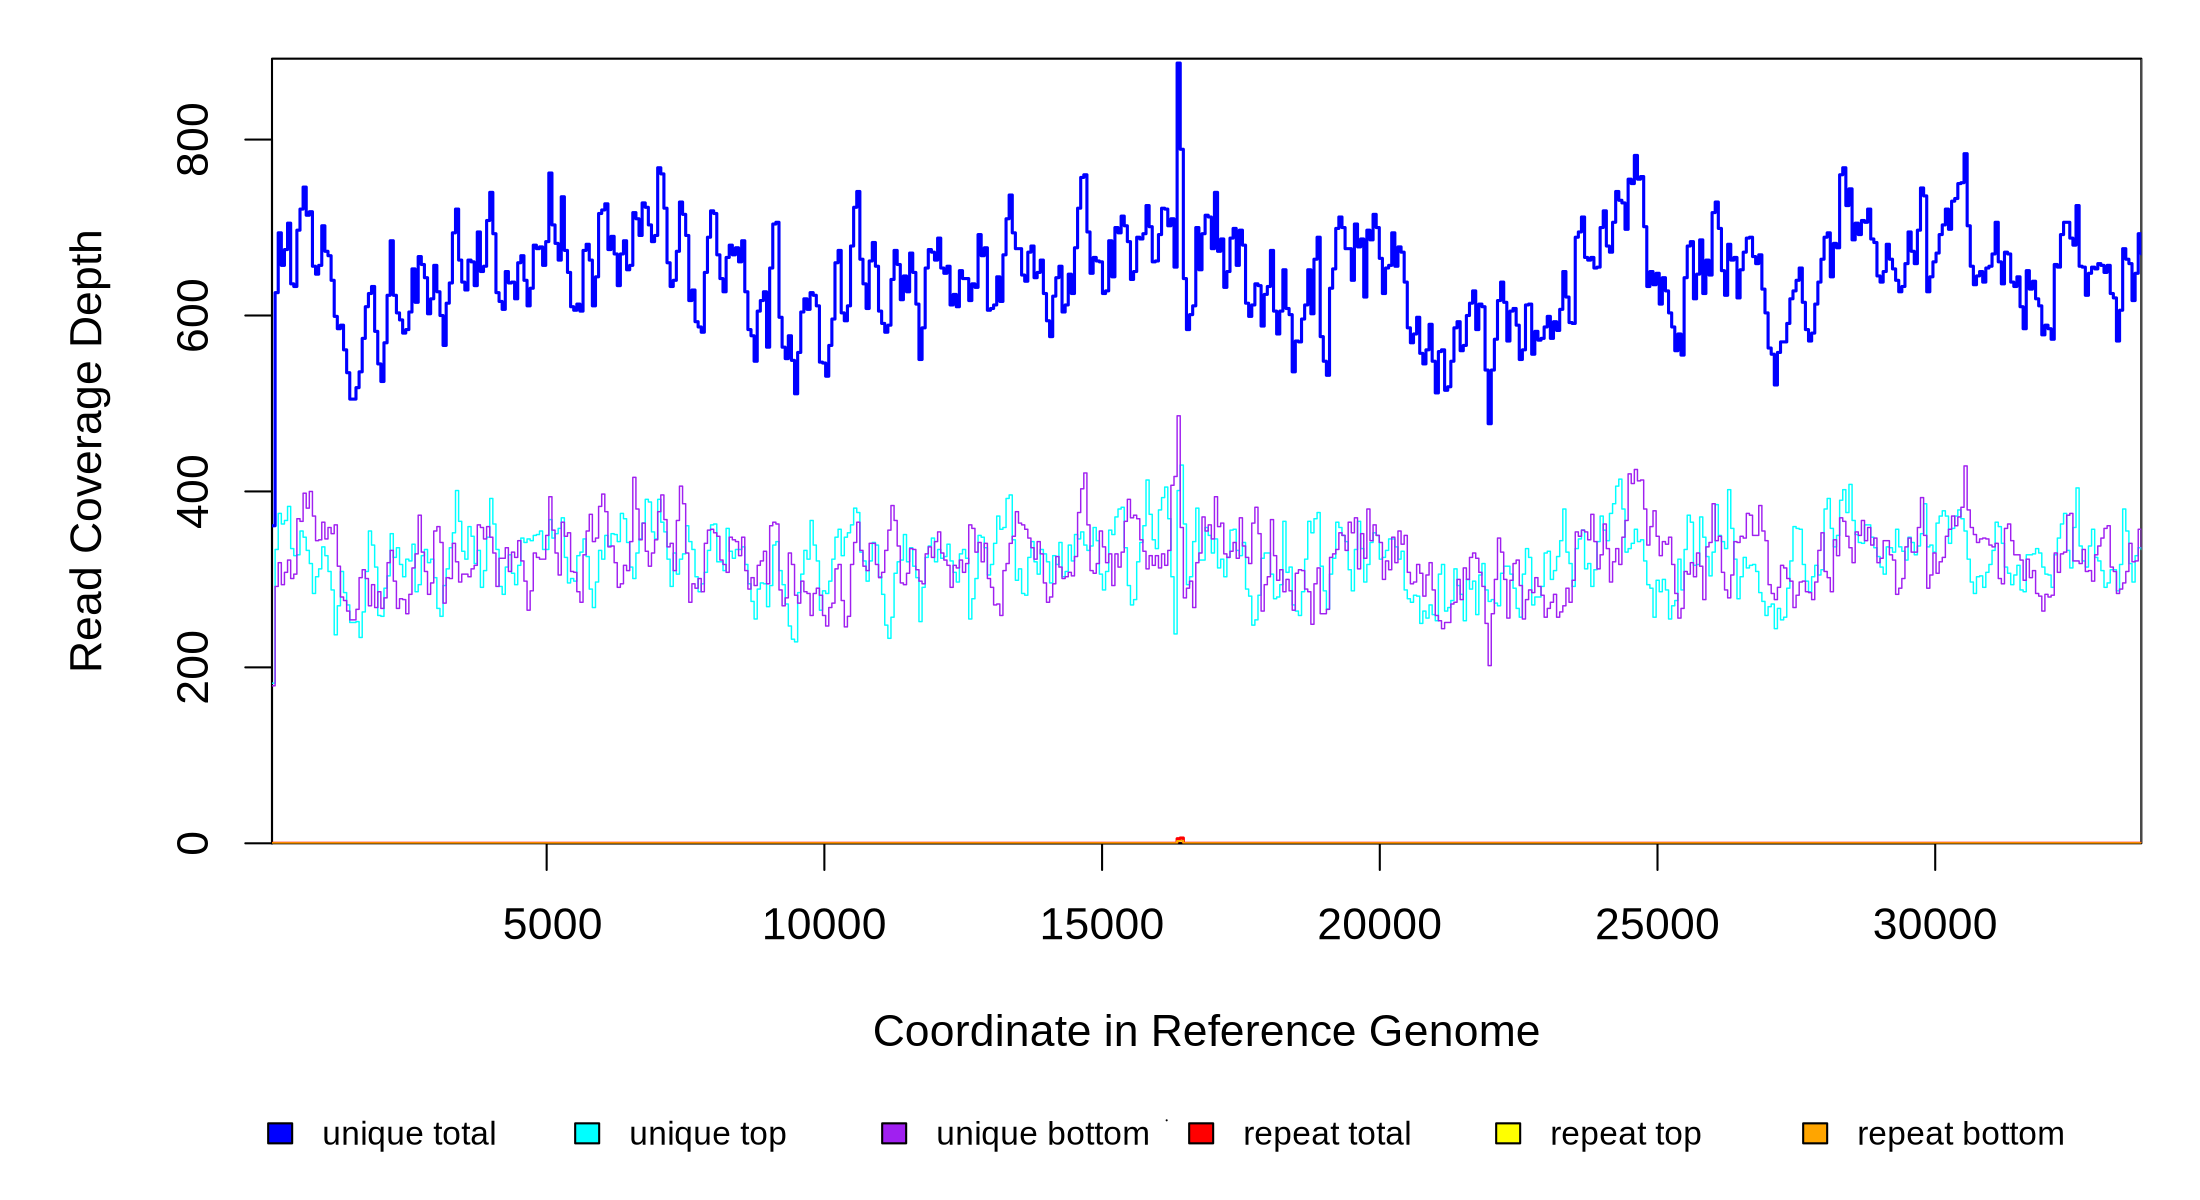 Read Coverage Depth
800
600
400
200
0
5000 10000 15000 20000 25000 30000
Coordinate in Reference Genome
unique total unique top unique bottom repeat total repeat top repeat bottom